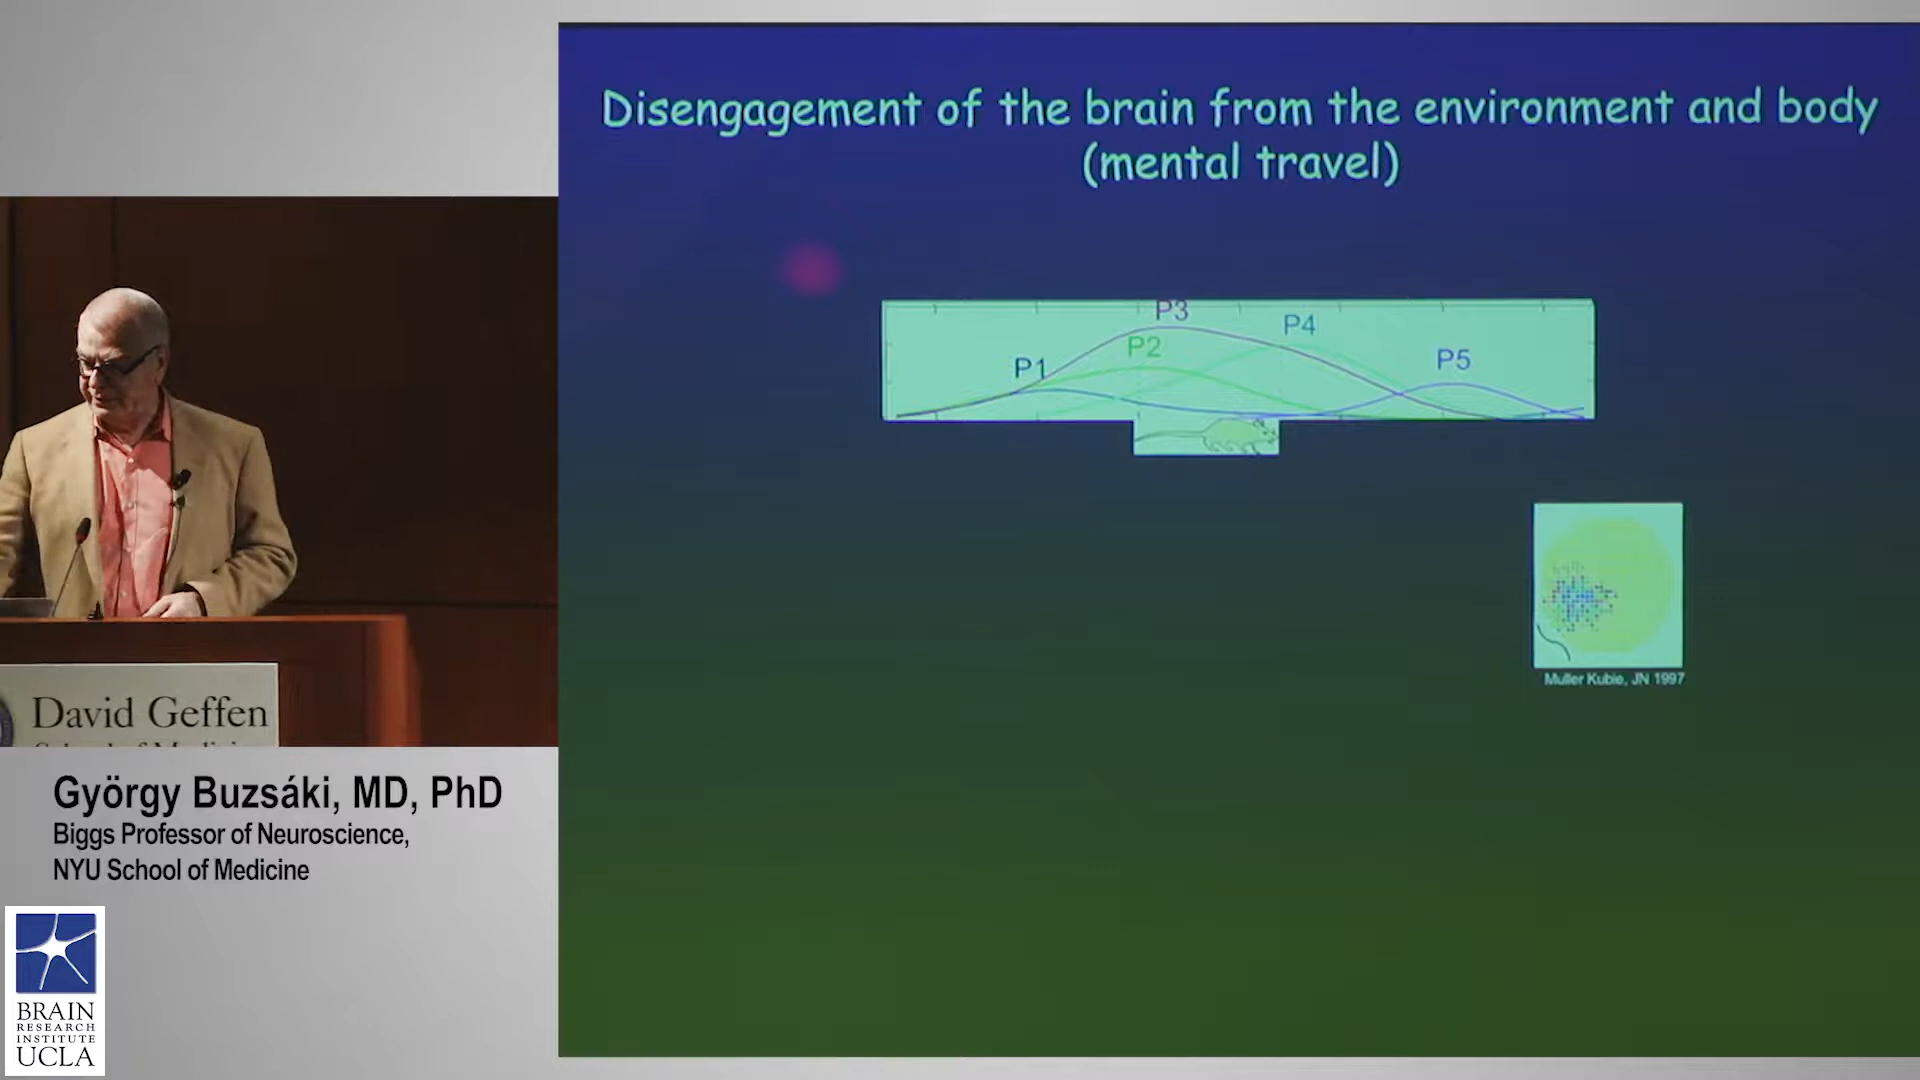 Disengagement of the brain from the environment and body
(mental travel)
P1
P2
P3
P4
P5
Muller Kubie, JN 1997
David Geffen
György Buzsáki, MD, PhD
Biggs Professor of Neuroscience,
NYU School of Medicine
BRAIN
RESEARCH
INSTITUTE
UCLA